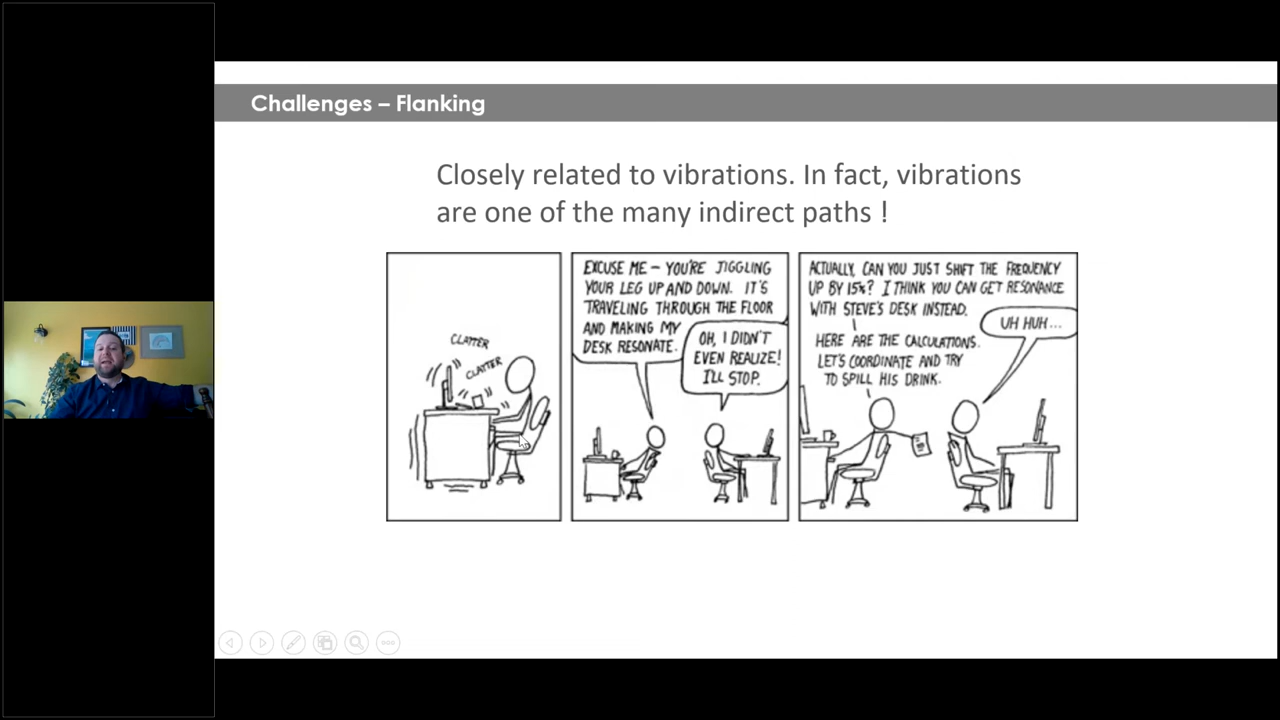 Challenges – Flanking
Closely related to vibrations. In fact, vibrations
are one of the many indirect paths !
CLATTER
CLATTER
EXCUSE ME – YOU'RE JIGGLING
YOUR LEG UP AND DOWN. IT'S
TRAVELING THROUGH THE FLOOR
AND MAKING MY
DESK RESONATE.
OH, I DIDN'T
EVEN REALIZE!
I'LL STOP.
ACTUALLY, CAN YOU JUST SHIFT THE FREQUENCY
UP BY 15%? I THINK YOU CAN GET RESONANCE
WITH STEVE'S DESK INSTEAD.
UH HUH...
HERE ARE THE CALCULATIONS.
LET'S COORDINATE AND TRY
TO SPILL HIS DRINK.